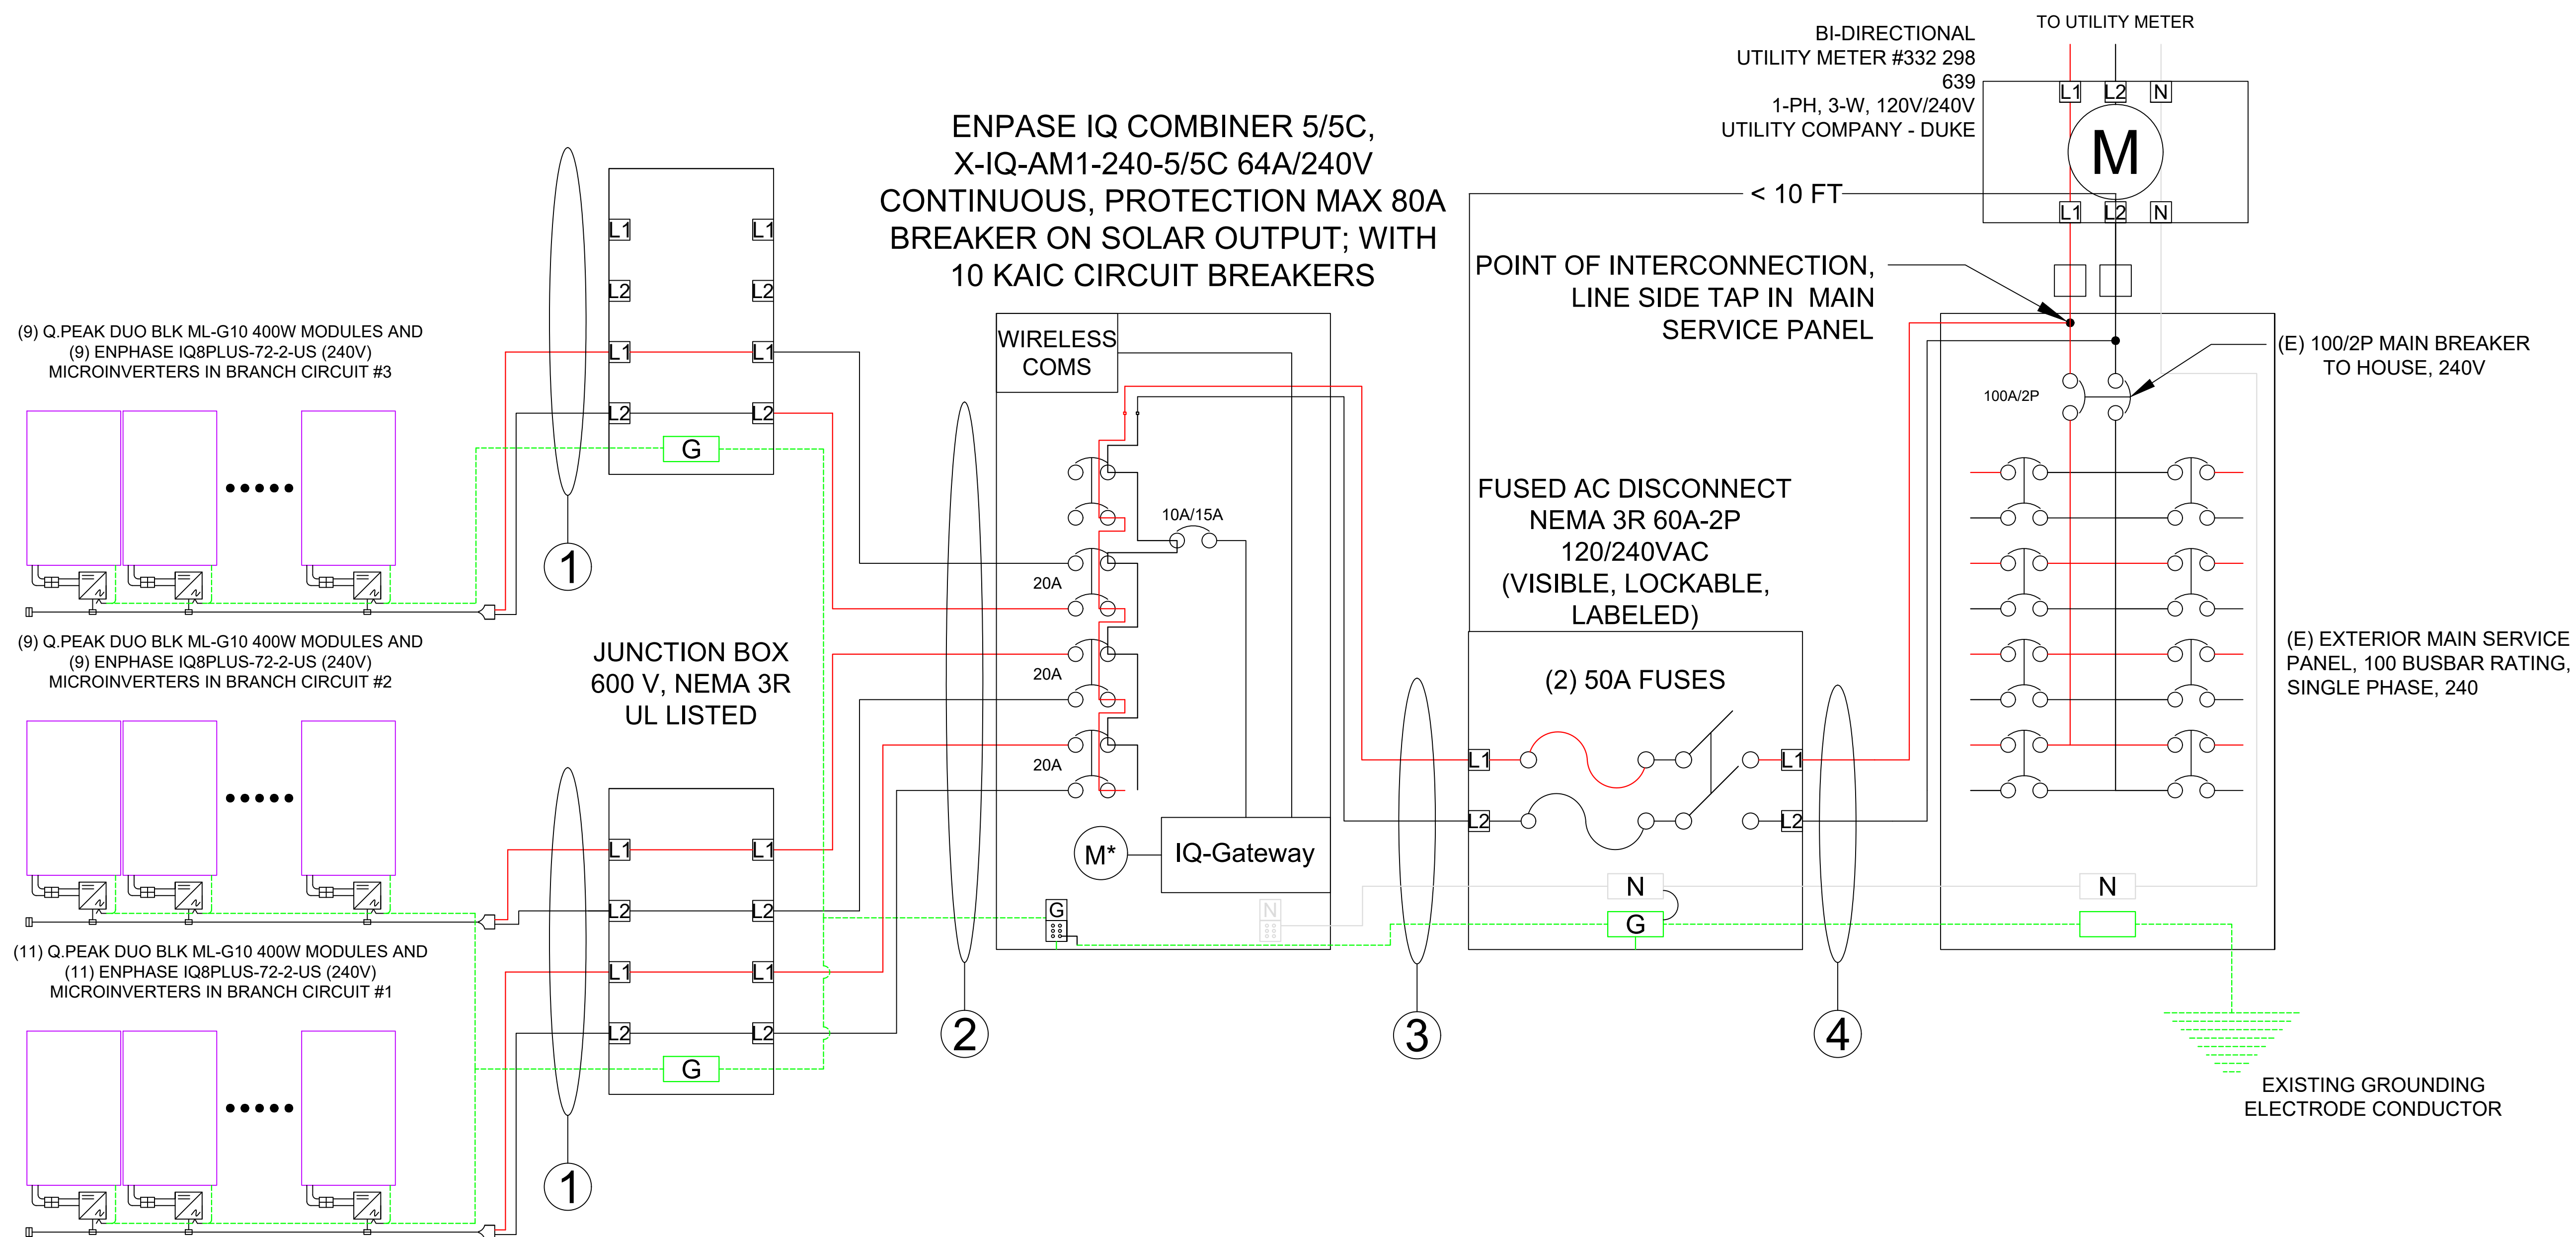 TO UTILITY METER
BI-DIRECTIONAL
UTILITY METER #332 298
639
1-PH, 3-W, 120V/240V
UTILITY COMPANY - DUKE
L1 L2 N
M
L1 L2 N
ENPASE IQ COMBINER 5/5C,
X-IQ-AM1-240-5/5C 64A/240V
CONTINUOUS, PROTECTION MAX 80A
BREAKER ON SOLAR OUTPUT; WITH
10 KAIC CIRCUIT BREAKERS
< 10 FT
POINT OF INTERCONNECTION,
LINE SIDE TAP IN MAIN
SERVICE PANEL
(E) 100/2P MAIN BREAKER
TO HOUSE, 240V
100A/2P
(E) EXTERIOR MAIN SERVICE
PANEL, 100 BUSBAR RATING,
SINGLE PHASE, 240
(9) Q.PEAK DUO BLK ML-G10 400W MODULES AND
(9) ENPHASE IQ8PLUS-72-2-US (240V)
MICROINVERTERS IN BRANCH CIRCUIT #3
L1 L1
L2 L2
L1 L1
L2 L2
G
1
WIRELESS
COMS
10A/15A
20A
20A
20A
M*
IQ-Gateway
G
N
2
FUSED AC DISCONNECT
NEMA 3R 60A-2P
120/240VAC
(VISIBLE, LOCKABLE,
LABELED)
(2) 50A FUSES
L1 L1
L2 L2
N
G
N
3
4
(9) Q.PEAK DUO BLK ML-G10 400W MODULES AND
(9) ENPHASE IQ8PLUS-72-2-US (240V)
MICROINVERTERS IN BRANCH CIRCUIT #2
JUNCTION BOX
600 V, NEMA 3R
UL LISTED
L1 L1
L2 L2
L1 L1
L2 L2
G
1
(11) Q.PEAK DUO BLK ML-G10 400W MODULES AND
(11) ENPHASE IQ8PLUS-72-2-US (240V)
MICROINVERTERS IN BRANCH CIRCUIT #1
EXISTING GROUNDING
ELECTRODE CONDUCTOR